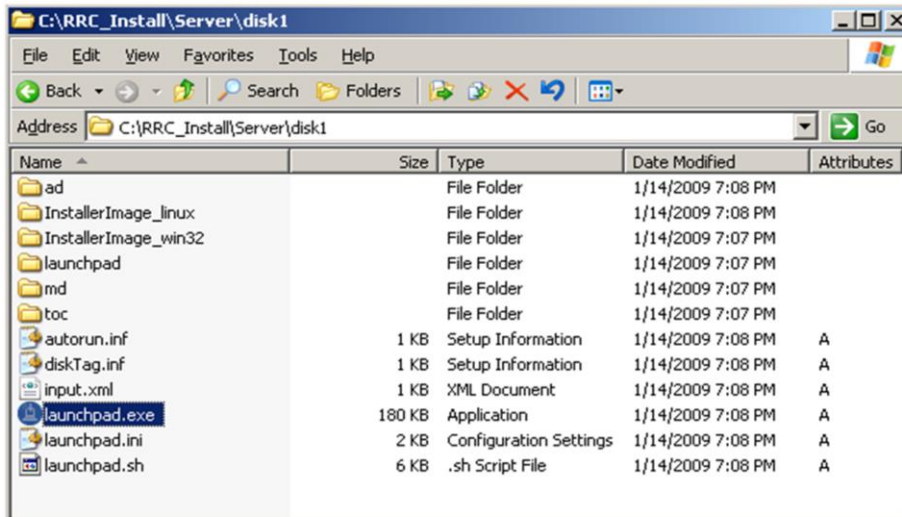 C:\RRC_Install\Server\disk1
File Edit View Favorites Tools Help
Back Search Folders
Address C:\RRC_Install\Server\disk1 Go
Name Size Type Date Modified Attributes
ad File Folder 1/14/2009 7:08 PM
InstallerImage_linux File Folder 1/14/2009 7:08 PM
InstallerImage_win32 File Folder 1/14/2009 7:07 PM
launchpad File Folder 1/14/2009 7:07 PM
md File Folder 1/14/2009 7:08 PM
toc File Folder 1/14/2009 7:07 PM
autorun.inf 1 KB Setup Information 1/14/2009 7:08 PM A
diskTag.inf 1 KB Setup Information 1/14/2009 7:08 PM A
input.xml 1 KB XML Document 1/14/2009 7:08 PM A
launchpad.exe 180 KB Application 1/14/2009 7:08 PM A
launchpad.ini 2 KB Configuration Settings 1/14/2009 7:08 PM A
launchpad.sh 6 KB .sh Script File 1/14/2009 7:08 PM A